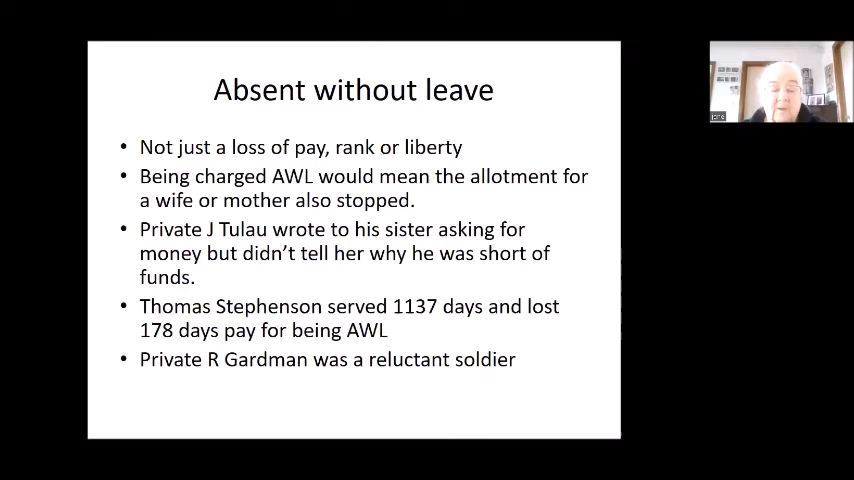 Absent without leave
• Not just a loss of pay, rank or liberty
• Being charged AWL would mean the allotment for
a wife or mother also stopped.
• Private J Tulau wrote to his sister asking for
money but didn’t tell her why he was short of
funds.
• Thomas Stephenson served 1137 days and lost
178 days pay for being AWL
• Private R Gardman was a reluctant soldier